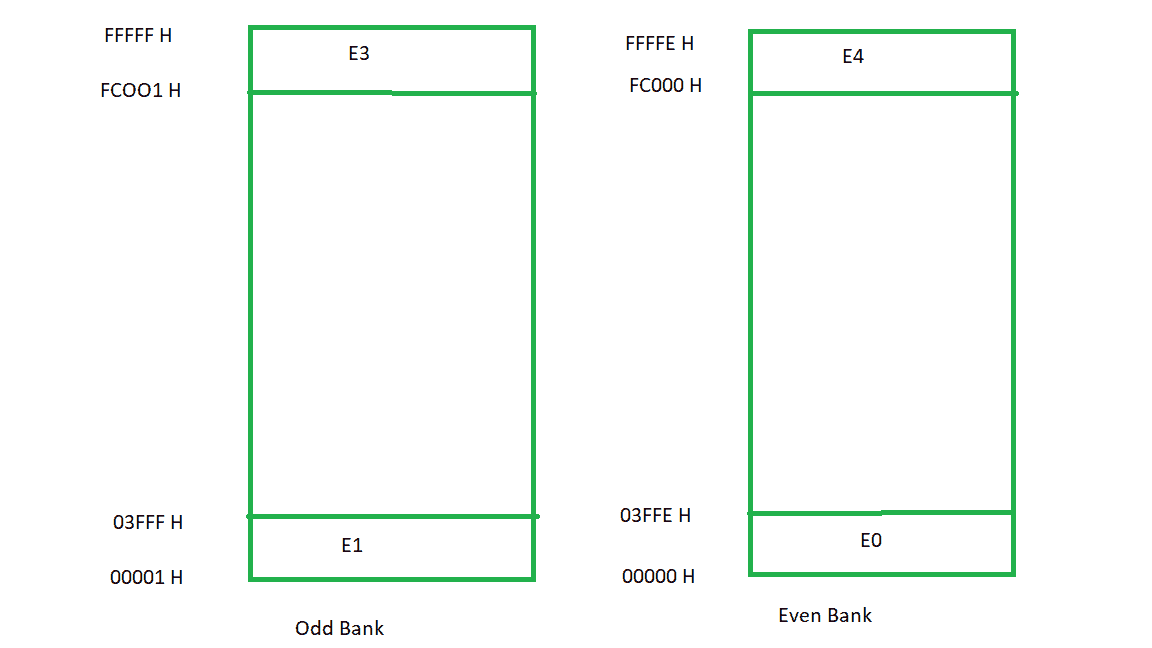 FFFFF H
E3
FCOO1 H
03FFF H
E1
00001 H
Odd Bank
FFFFE H
E4
FC000 H
03FFE H
E0
00000 H
Even Bank